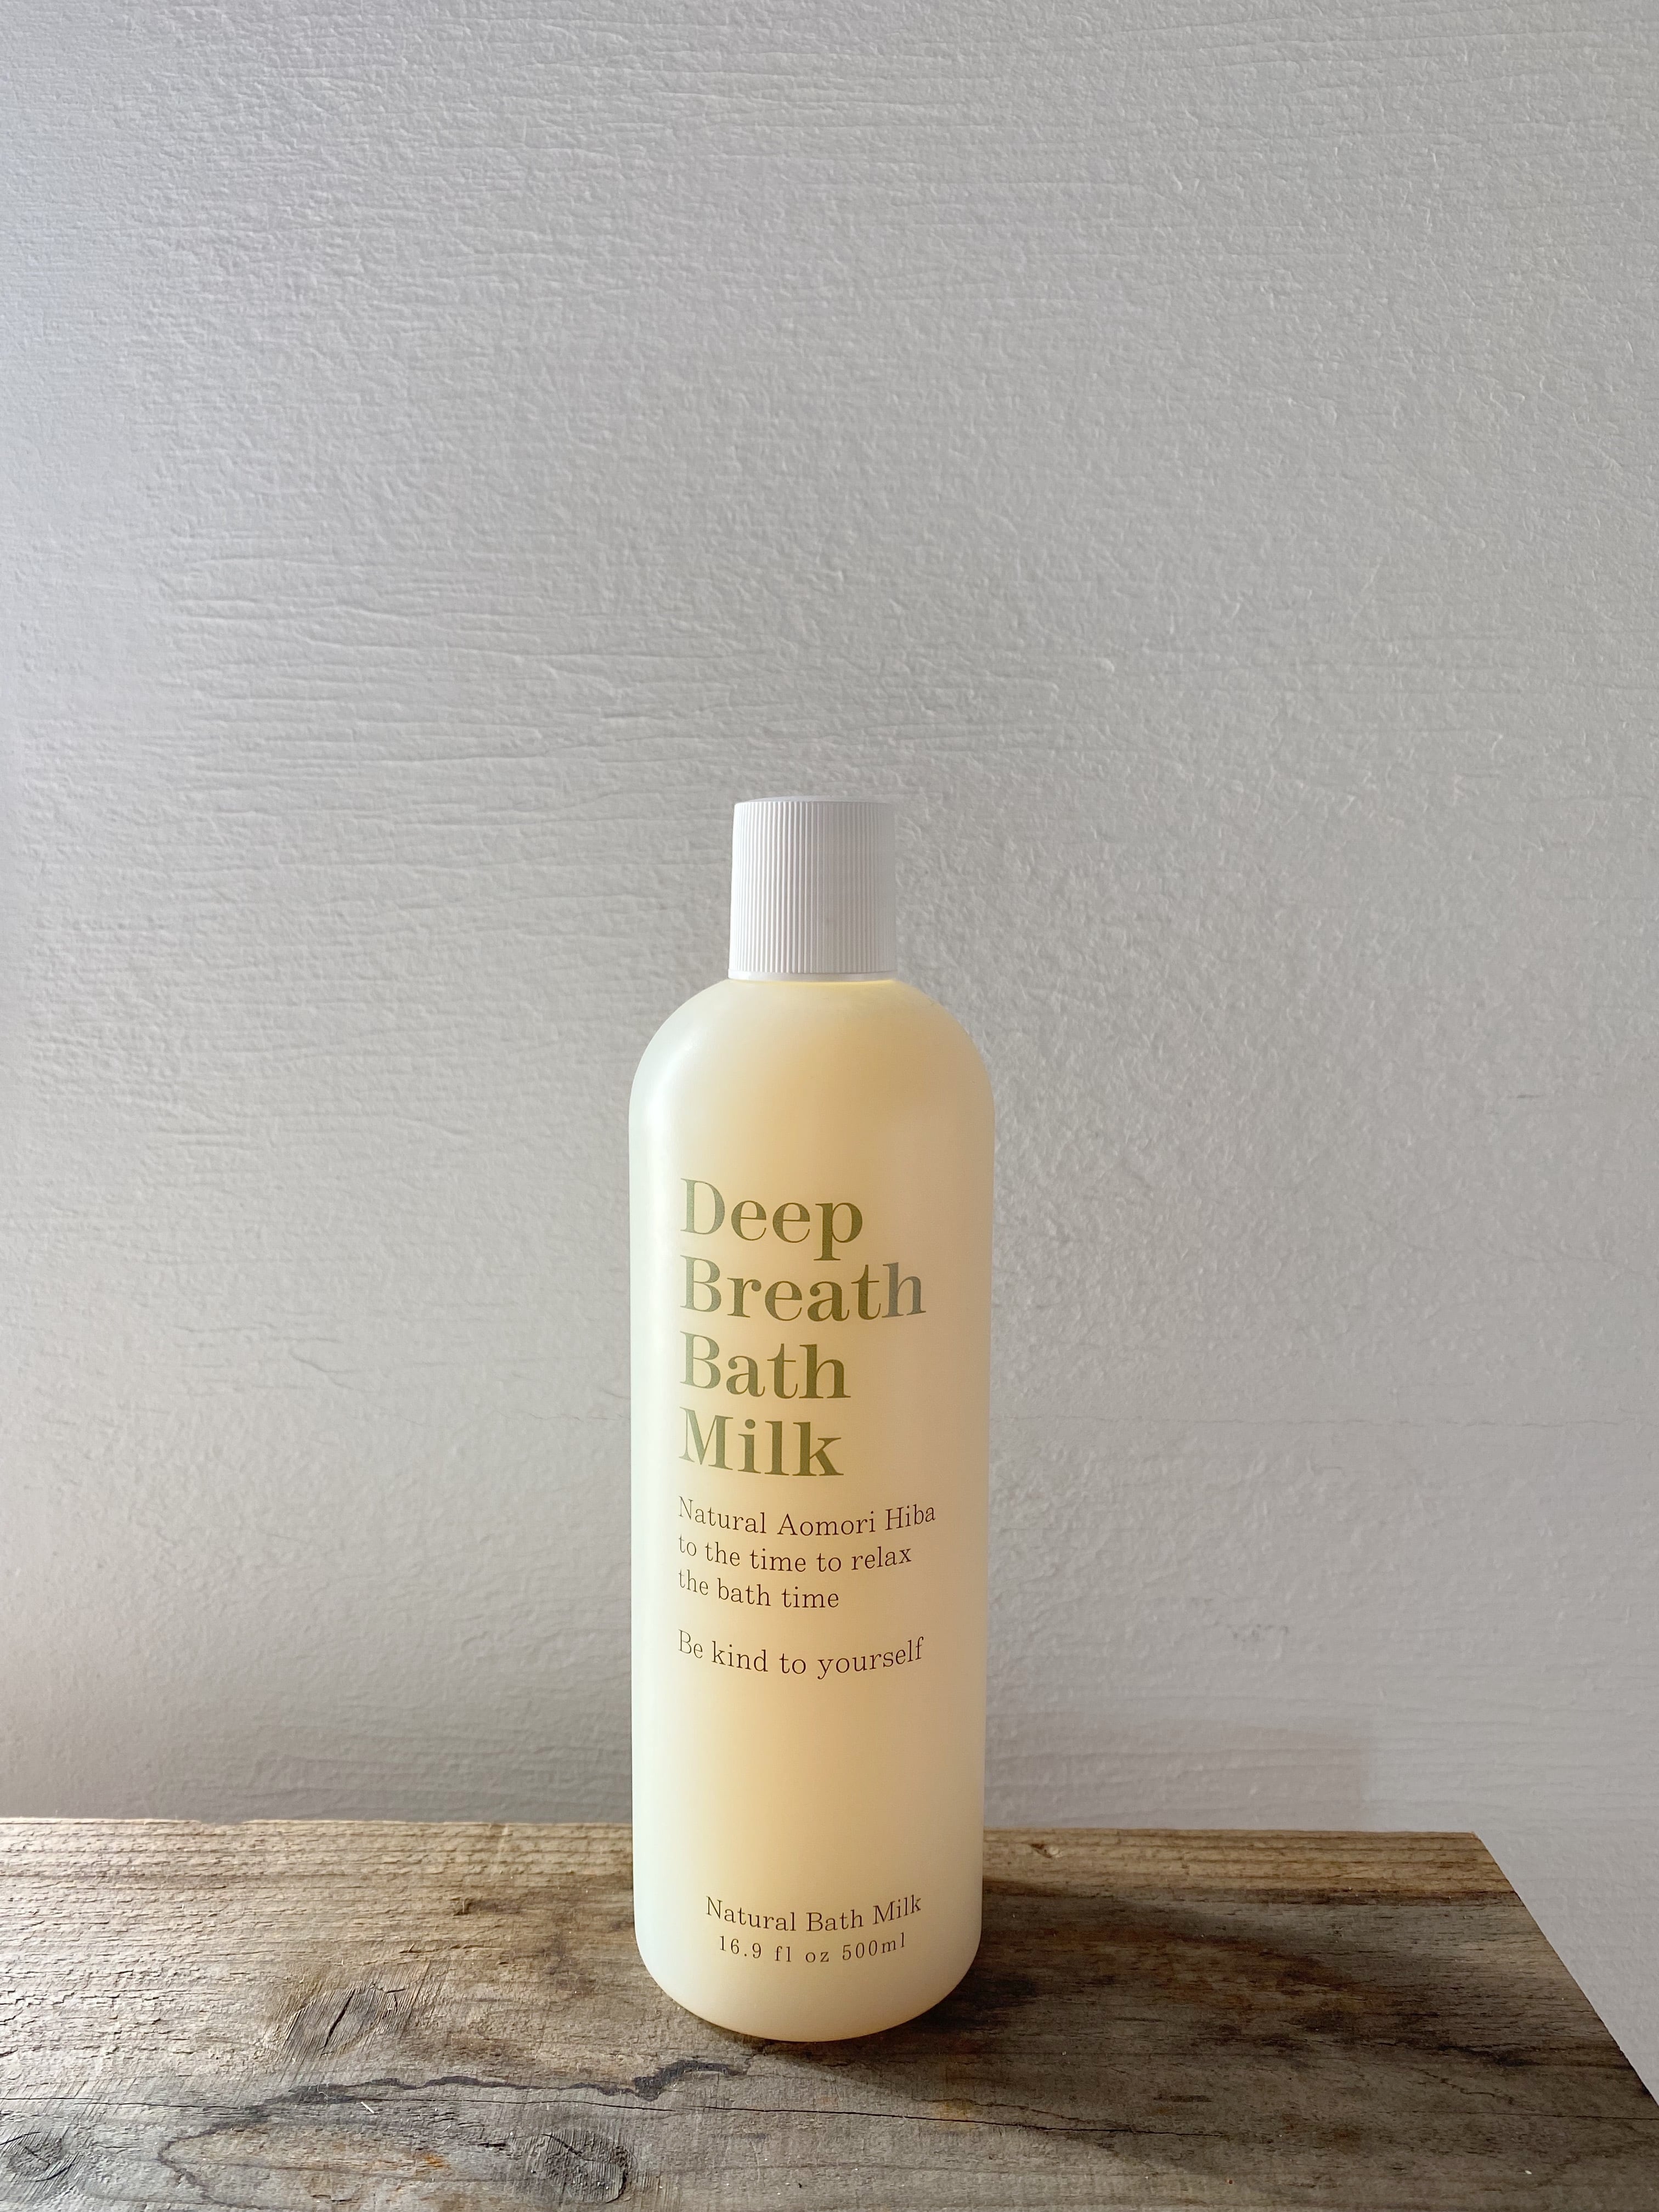 Deep
Breath
Bath
Milk
Natural Aomori Hiba
to the time to relax
the bath time
Be kind to yourself
Natural Bath Milk
16.9 fl oz 500ml